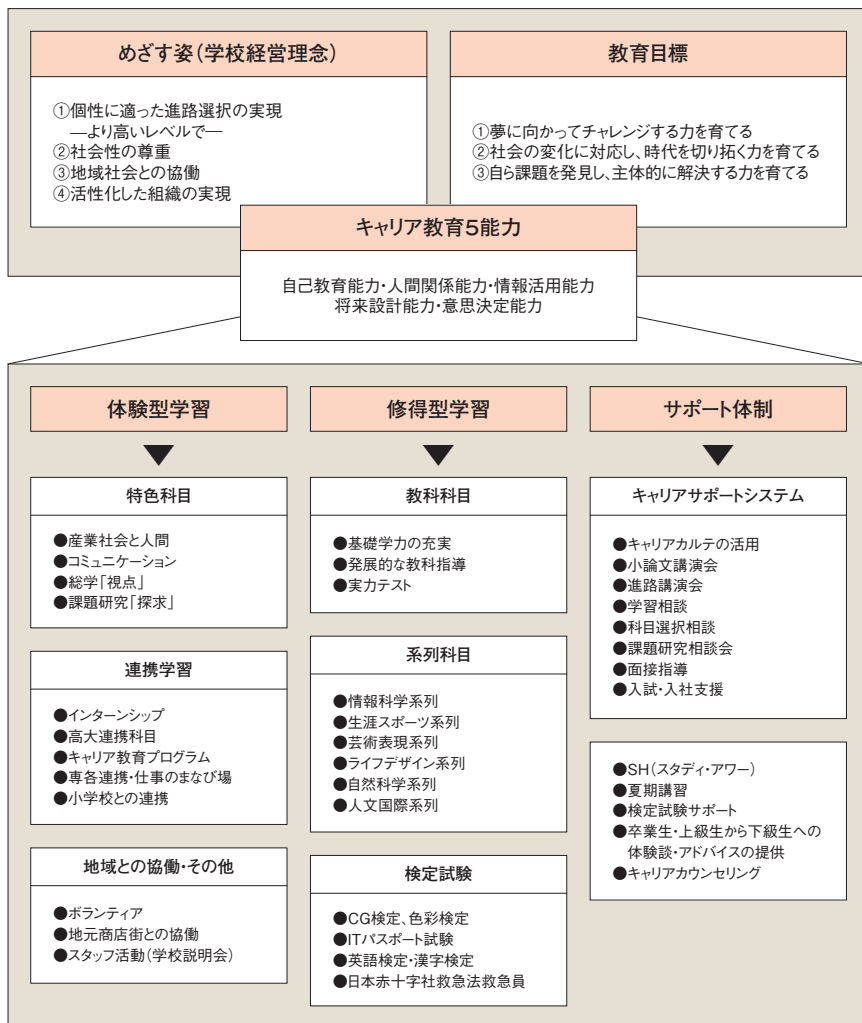 めざす姿（学校経営理念）
①個性に適った進路選択の実現
―より高いレベルで―
②社会性の尊重
③地域社会との協働
④活性化した組織の実現
教育目標
①夢に向かってチャレンジする力を育てる
②社会の変化に対応し、時代を切り拓く力を育てる
③自ら課題を発見し、主体的に解決する力を育てる
キャリア教育5能力
自己教育能力・人間関係能力・情報活用能力
将来設計能力・意思決定能力
体験型学習
特色科目
●産業社会と人間
●コミュニケーション
●総学「視点」
●課題研究「探求」
連携学習
●インターンシップ
●高大連携科目
●キャリア教育プログラム
●専各連携・仕事のまなび場
●小学校との連携
地域との協働・その他
●ボランティア
●地元商店街との協働
●スタッフ活動（学校説明会）
修得型学習
教科科目
●基礎学力の充実
●発展的な教科指導
●実力テスト
系列科目
●情報科学系列
●生涯スポーツ系列
●芸術表現系列
●ライフデザイン系列
●自然科学系列
●人文国際系列
検定試験
●CG検定、色彩検定
●ITパスポート試験
●英語検定・漢字検定
●日本赤十字社救急法救急員
サポート体制
キャリアサポートシステム
●キャリアカルテの活用
●小論文講演会
●進路講演会
●学習相談
●科目選択相談
●課題研究相談会
●面接指導
●入試・入社支援
●SH（スタディ・アワー）
●夏期講習
●検定試験サポート
●卒業生・上級生から下級生への
体験談・アドバイスの提供
●キャリアカウンセリング